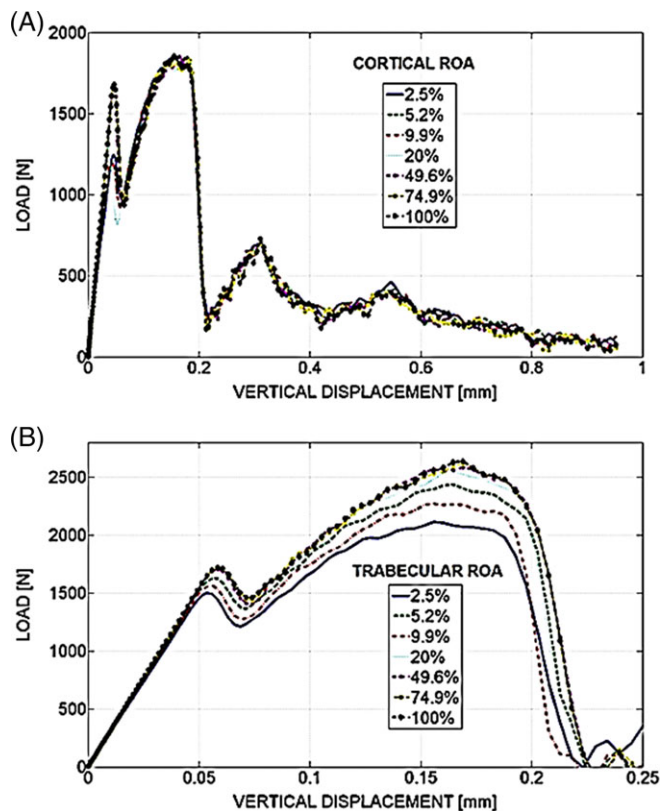 (A)
2000
1500
1000
500
0
LOAD [N]
CORTICAL ROA
2.5%
5.2%
9.9%
20%
49.6%
74.9%
100%
0 0.2 0.4 0.6 0.8 1
VERTICAL DISPLACEMENT [mm]
(B)
2500
2000
1500
1000
500
0
LOAD [N]
TRABECULAR ROA
2.5%
5.2%
9.9%
20%
49.6%
74.9%
100%
0 0.05 0.1 0.15 0.2 0.25
VERTICAL DISPLACEMENT [mm]